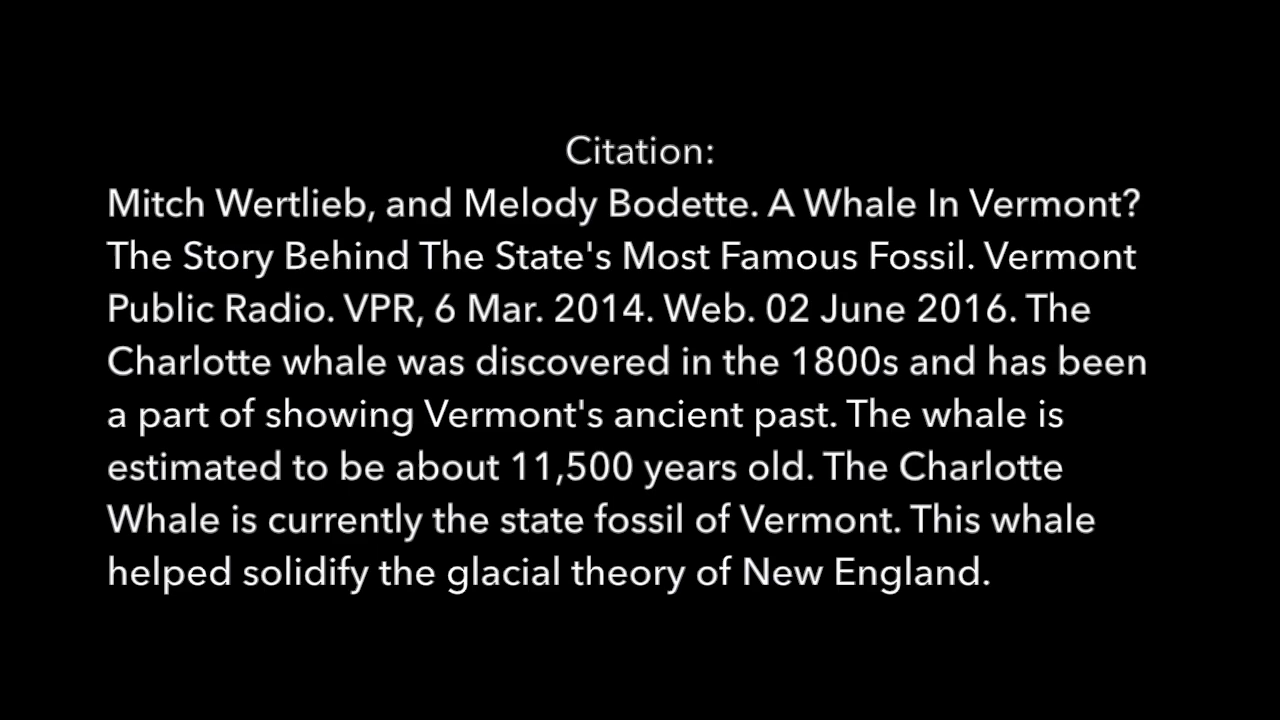 Citation:
Mitch Wertlieb, and Melody Bodette. A Whale In Vermont?
The Story Behind The State's Most Famous Fossil. Vermont
Public Radio. VPR, 6 Mar. 2014. Web. 02 June 2016. The
Charlotte whale was discovered in the 1800s and has been
a part of showing Vermont's ancient past. The whale is
estimated to be about 11,500 years old. The Charlotte
Whale is currently the state fossil of Vermont. This whale
helped solidify the glacial theory of New England.